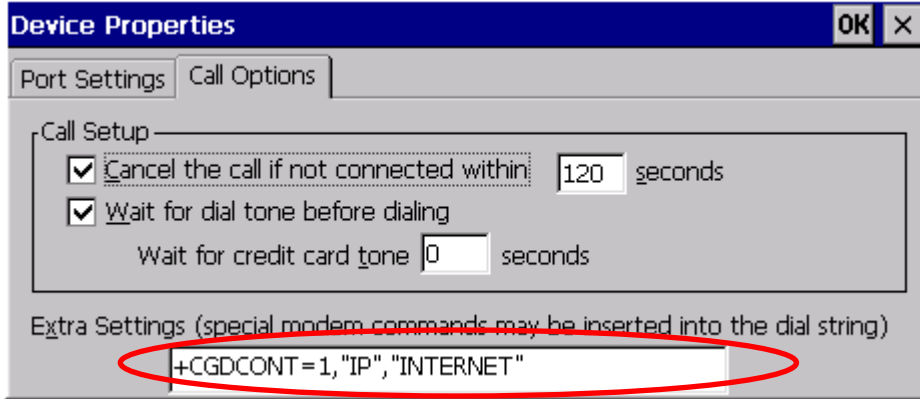 Device Properties OK ×
Port Settings Call Options
Call Setup
Cancel the call if not connected within 120 seconds
Wait for dial tone before dialing
Wait for credit card tone 0 seconds
Extra Settings (special modem commands may be inserted into the dial string)
+CGDCONT=1,"IP","INTERNET"